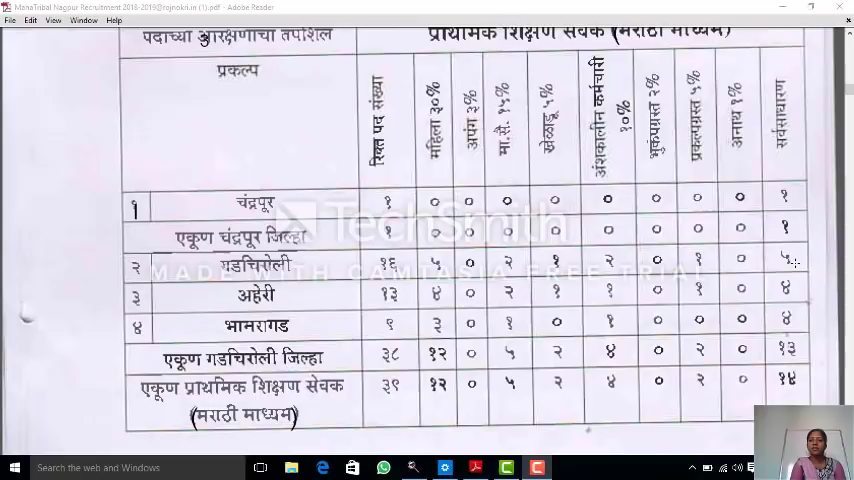 ManaTribal Nagpur Recruitment 2018-2019@rojnokri.in (1).pdf - Adobe Reader
File Edit View Window Help
पदाच्या आरक्षणाचा तपशिल प्राथमिक शिक्षण सेवक (मराठी माध्यम)
प्रकल्प रिक्त पद संख्या महिला ३०% अपंग ३% मा.सै. १५% खेळाडू ५% अंशकालीन कर्मचारी १०% भुकंपग्रस्त २% प्रकल्पग्रस्त ५% अनाथ १% सर्वसाधारण
१ चंद्रपूर १ ० ० ० ० ० ० ० ० १
एकूण चंद्रपूर जिल्हा १ ० ० ० ० ० ० ० ० १
२ गडचिरोली १६ ५ ० २ १ २ ० १ ० ५
३ अहेरी १३ ४ ० २ १ १ ० १ ० ४
४ भामरागड ९ ३ ० १ ० १ ० ० ० ४
एकूण गडचिरोली जिल्हा ३८ १२ ० ५ २ ४ ० २ ० १३
एकूण प्राथमिक शिक्षण सेवक (मराठी माध्यम) ३९ १२ ० ५ २ ४ ० २ ० १४
TechSmith
MADE WITH CAMTASIA FREE TRIAL
Search the web and Windows